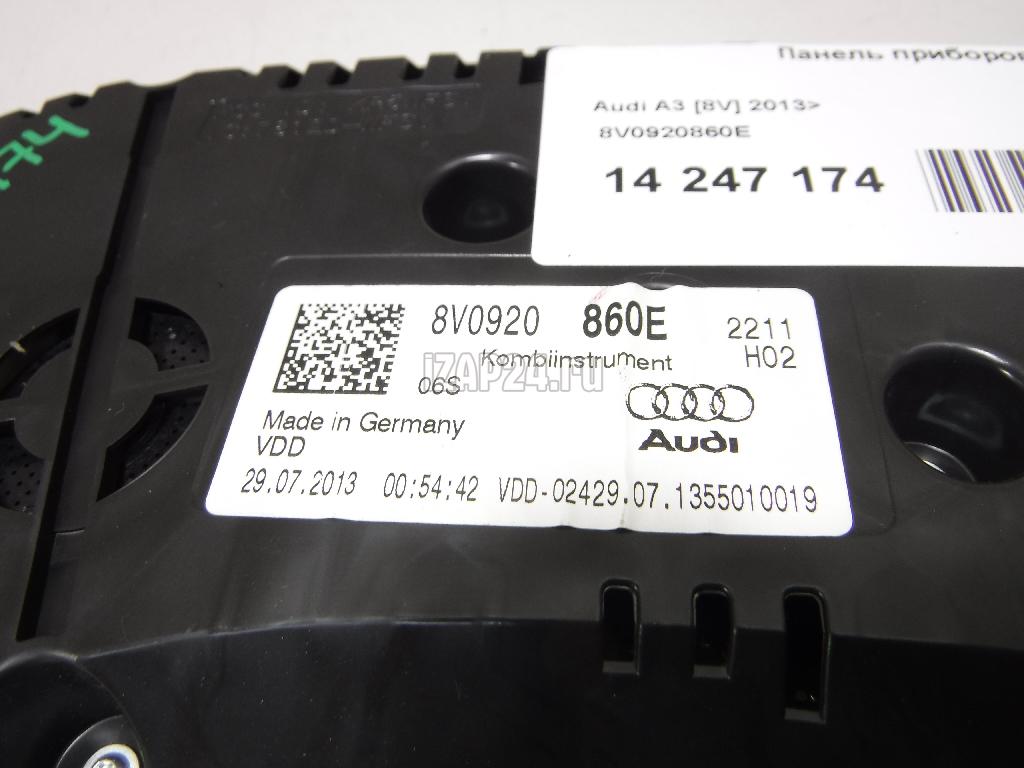 Панель приборов
Audi A3 [8V] 2013>
8V0920860E
14 247 174
8V0920 860E 2211
Kombiinstrument H02
06S
Made in Germany
Audi
VDD
29.07.2013 00:54:42 VDD-02429.07.1355010019
iZAP24.ru
74